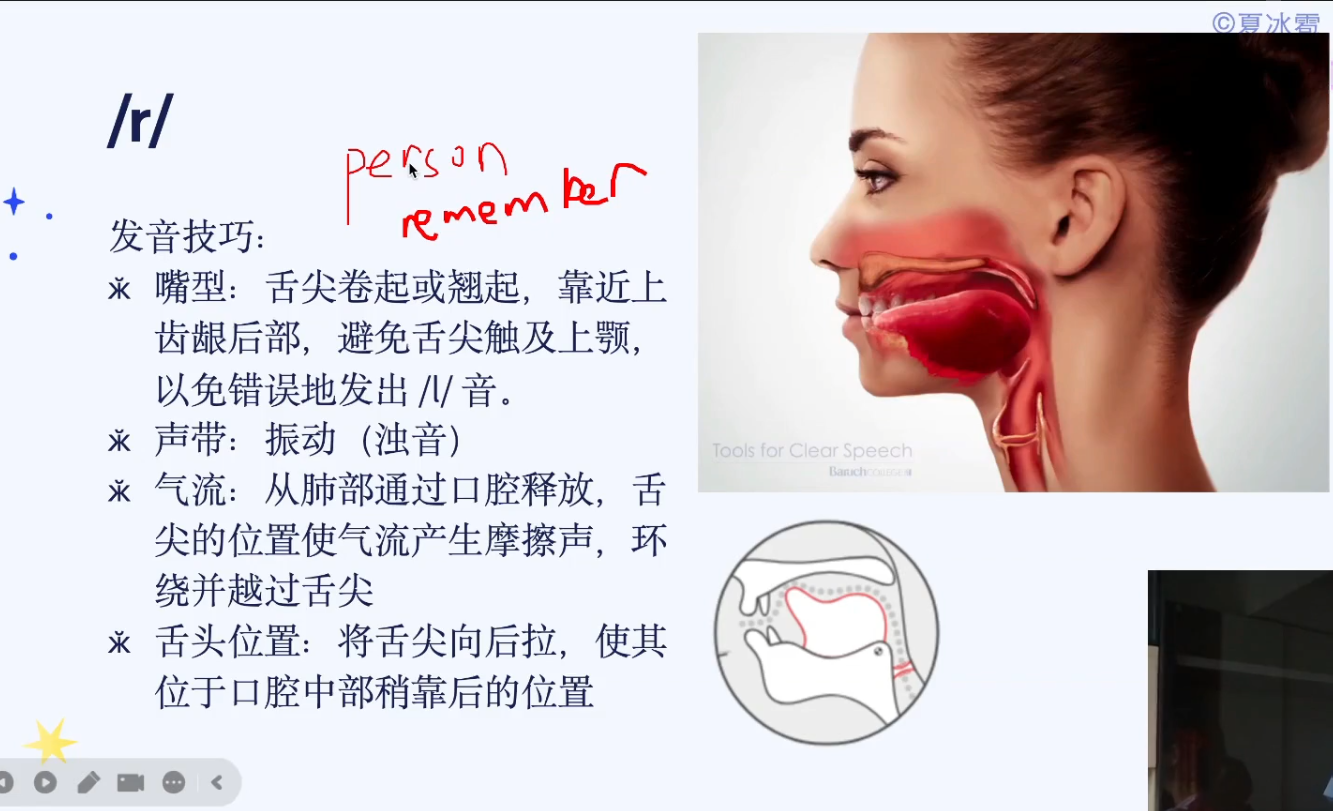 ©夏冰雹
/r/
person
remember
发音技巧：
ж 嘴型：舌尖卷起或翘起，靠近上
齿龈后部，避免舌尖触及上颚，
以免错误地发出 /l/ 音。
ж 声带：振动（浊音）
ж 气流：从肺部通过口腔释放，舌
尖的位置使气流产生摩擦声，环
绕并越过舌尖
ж 舌头位置：将舌尖向后拉，使其
位于口腔中部稍靠后的位置
Tools for Clear Speech
Baruch